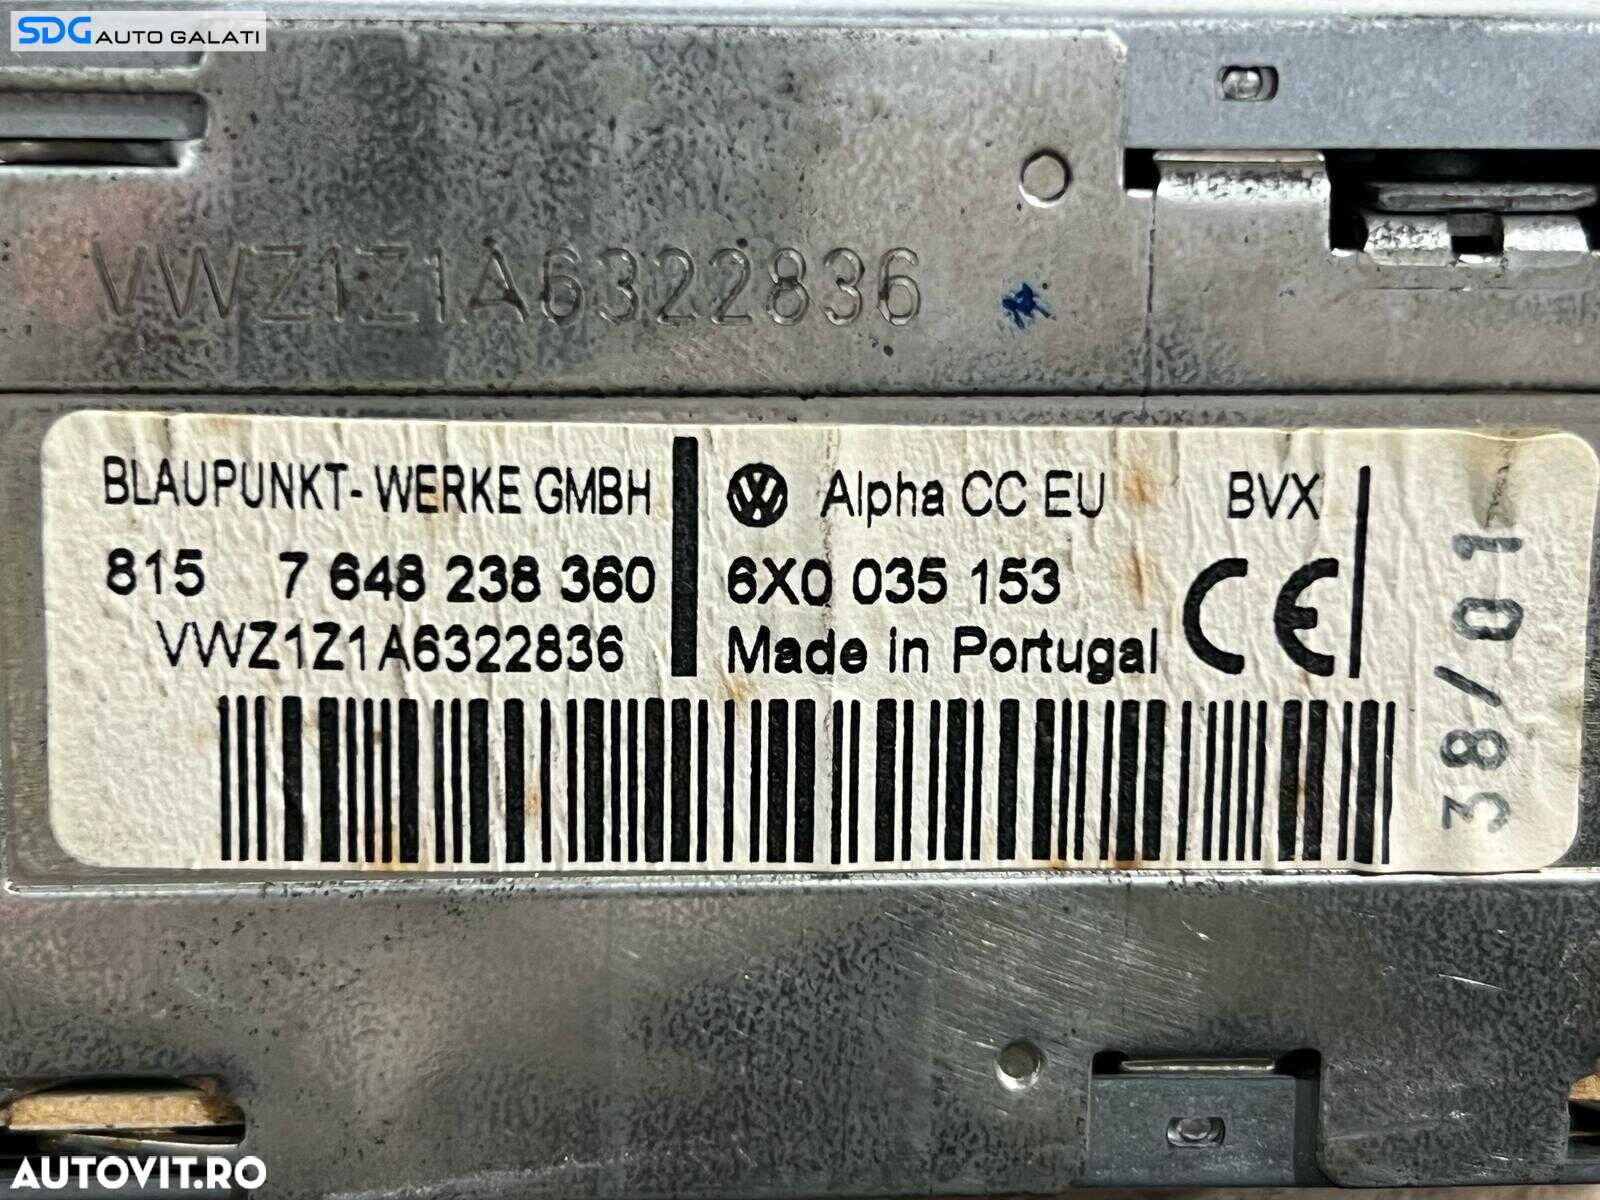 SDG AUTO GALATI
VWZ1Z1A6322836
BLAUPUNKT-WERKE GMBH
815 7 648 238 360
VWZ1Z1A6322836
VW Alpha CC EU BVX
6X0 035 153
Made in Portugal
CE
38/01
AUTOVIT.RO